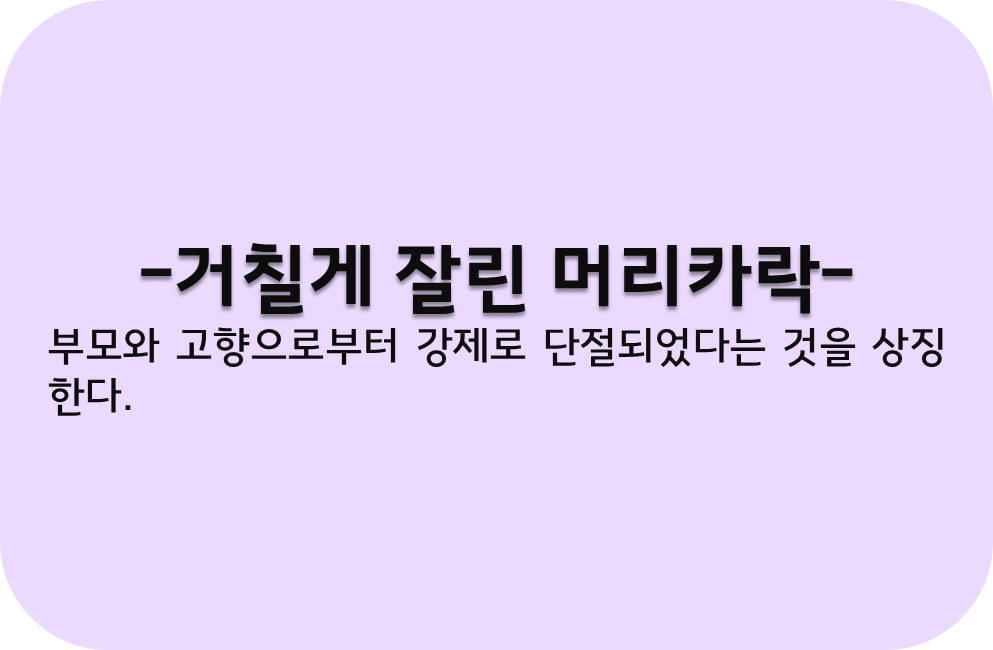 -거칠게 잘린 머리카락-
부모와 고향으로부터 강제로 단절되었다는 것을 상징
한다.